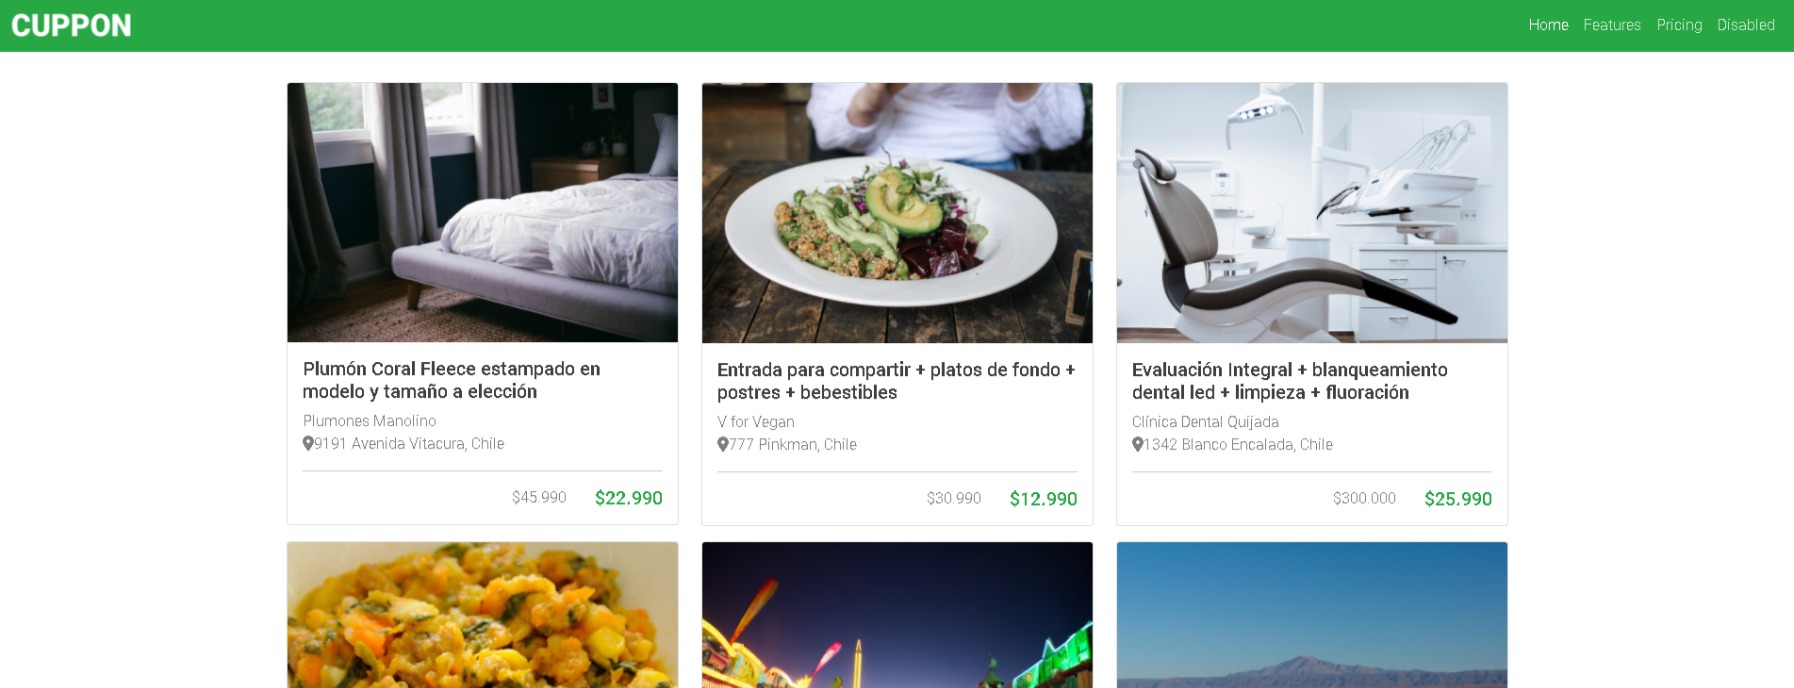 CUPPON
Home Features Pricing Disabled
Plumón Coral Fleece estampado en
modelo y tamaño a elección
Plumones Manolino
9191 Avenida Vitacura, Chile
$45.990 $22.990
Entrada para compartir + platos de fondo +
postres + bebestibles
V for Vegan
777 Pinkman, Chile
$30.990 $12.990
Evaluación Integral + blanqueamiento
dental led + limpieza + fluoración
Clínica Dental Quijada
1342 Blanco Encalada, Chile
$300.000 $25.990